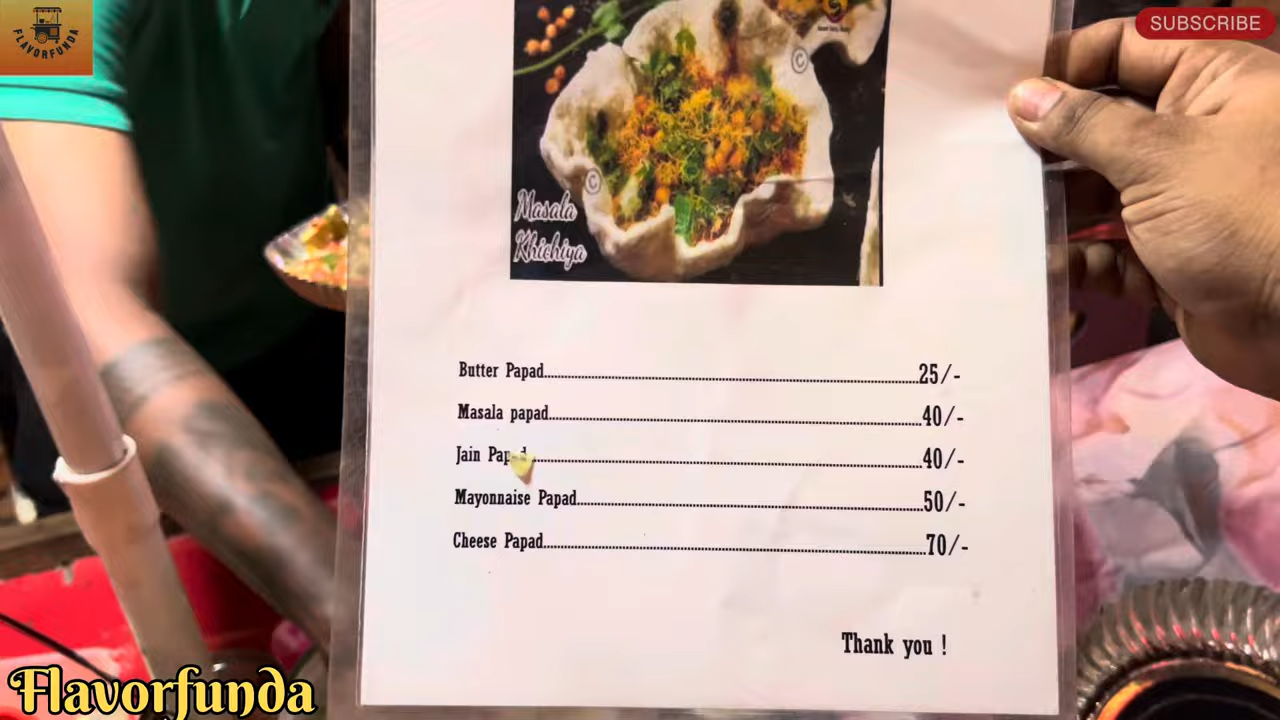 FLAVORFUNDA
SUBSCRIBE
©
©
Masala
Khichiya
Butter Papad 25/-
Masala papad 40/-
Jain Papad 40/-
Mayonnaise Papad 50/-
Cheese Papad 70/-
Thank you !
Flavorfunda